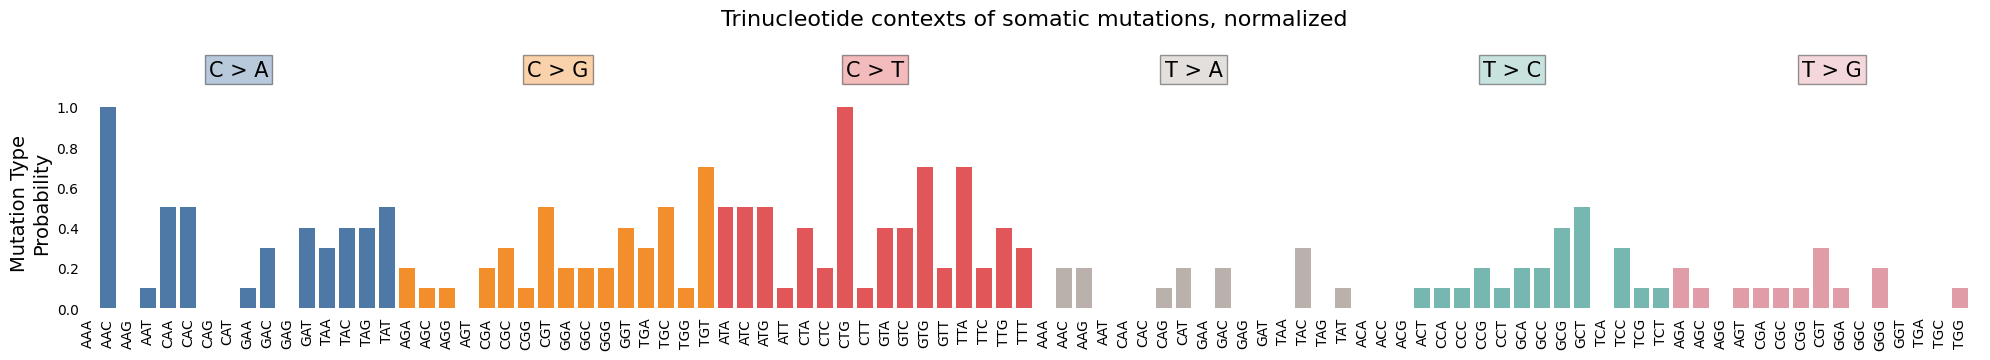 Trinucleotide contexts of somatic mutations, normalized
C > A
C > G
C > T
T > A
T > C
T > G
Mutation Type
Probability
1.0
0.8
0.6
0.4
0.2
0.0
AAA
AAC
AAG
AAT
CAA
CAC
CAG
CAT
GAA
GAC
GAG
GAT
TAA
TAC
TAG
TAT
AGA
AGC
AGG
AGT
CGA
CGC
CGG
CGT
GGA
GGC
GGG
GGT
TGA
TGC
TGG
TGT
ATA
ATC
ATG
ATT
CTA
CTC
CTG
CTT
GTA
GTC
GTG
GTT
TTA
TTC
TTG
TTT
AAA
AAC
AAG
AAT
CAA
CAC
CAG
CAT
GAA
GAC
GAG
GAT
TAA
TAC
TAG
TAT
ACA
ACC
ACG
ACT
CCA
CCC
CCG
CCT
GCA
GCC
GCG
GCT
TCA
TCC
TCG
TCT
AGA
AGC
AGG
AGT
CGA
CGC
CGG
CGT
GGA
GGC
GGG
GGT
TGA
TGC
TGG